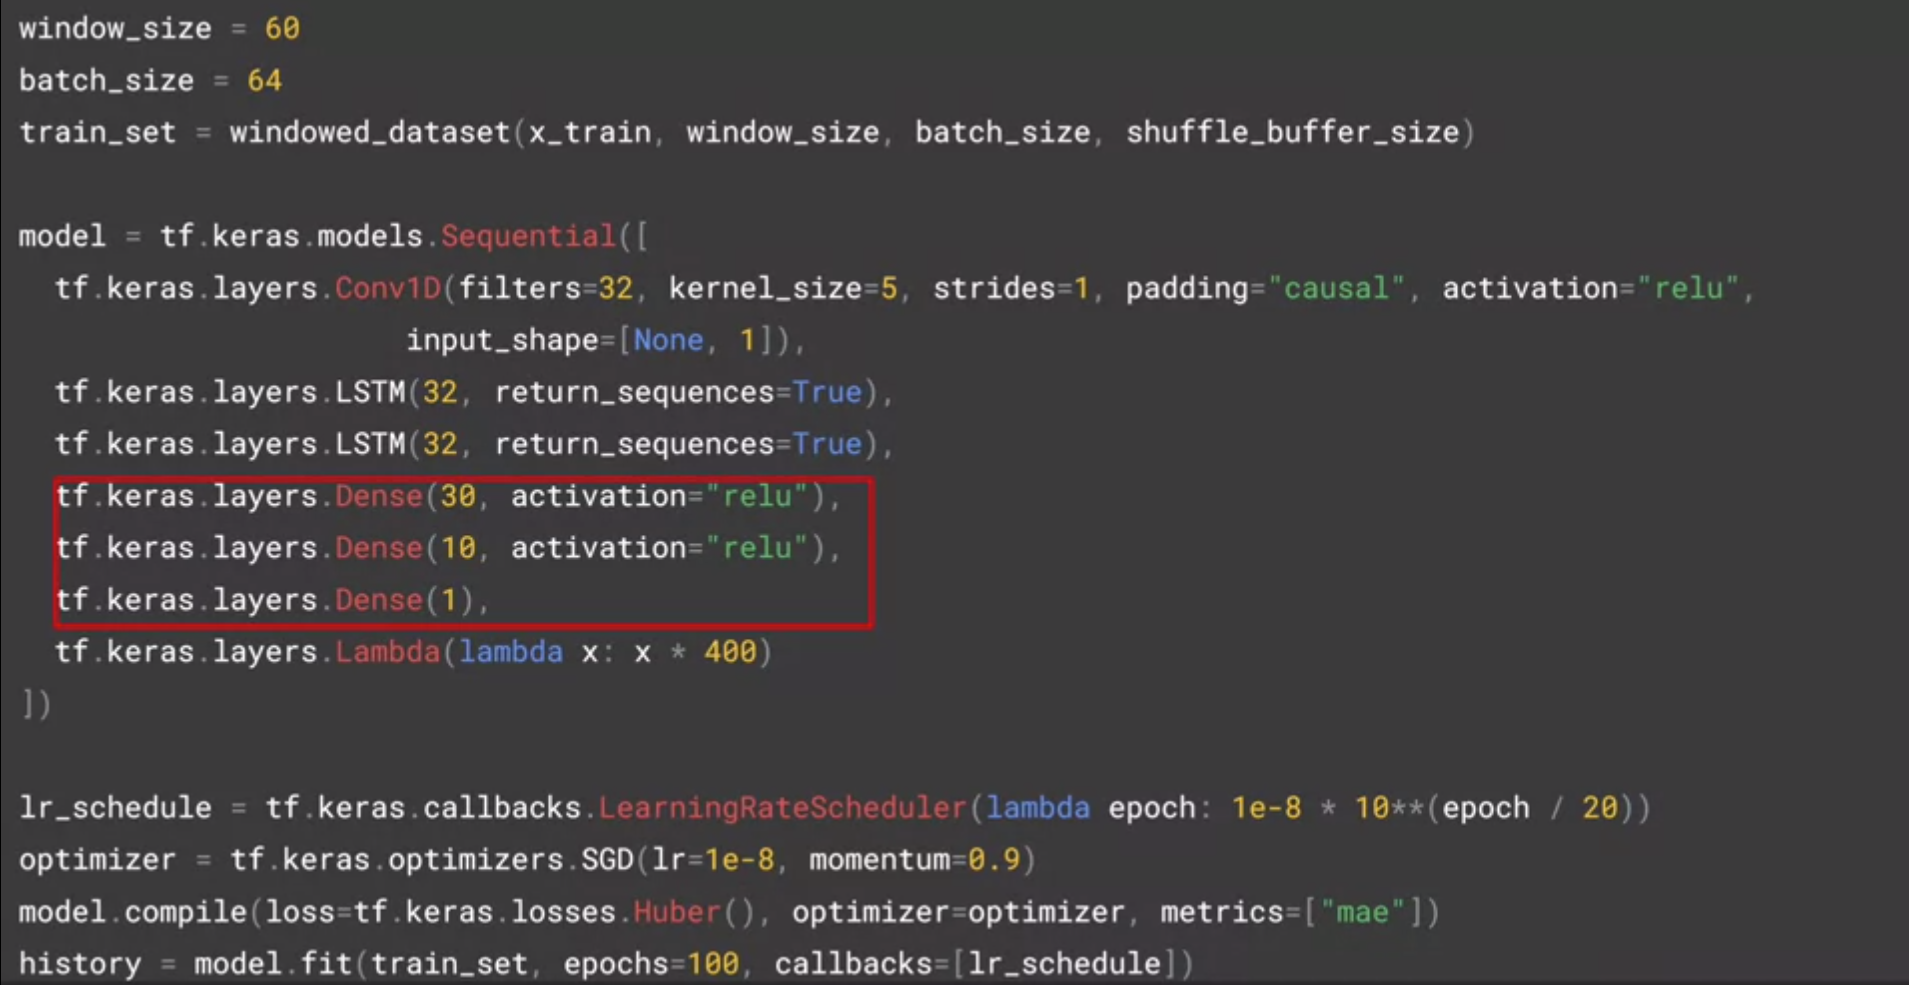 window_size = 60
batch_size = 64
train_set = windowed_dataset(x_train, window_size, batch_size, shuffle_buffer_size)
model = tf.keras.models.Sequential([
  tf.keras.layers.Conv1D(filters=32, kernel_size=5, strides=1, padding="causal", activation="relu",
                      input_shape=[None, 1]),
  tf.keras.layers.LSTM(32, return_sequences=True),
  tf.keras.layers.LSTM(32, return_sequences=True),
  tf.keras.layers.Dense(30, activation="relu"),
  tf.keras.layers.Dense(10, activation="relu"),
  tf.keras.layers.Dense(1),
  tf.keras.layers.Lambda(lambda x: x * 400)
])
lr_schedule = tf.keras.callbacks.LearningRateScheduler(lambda epoch: 1e-8 * 10**(epoch / 20))
optimizer = tf.keras.optimizers.SGD(lr=1e-8, momentum=0.9)
model.compile(loss=tf.keras.losses.Huber(), optimizer=optimizer, metrics=["mae"])
history = model.fit(train_set, epochs=100, callbacks=[lr_schedule])